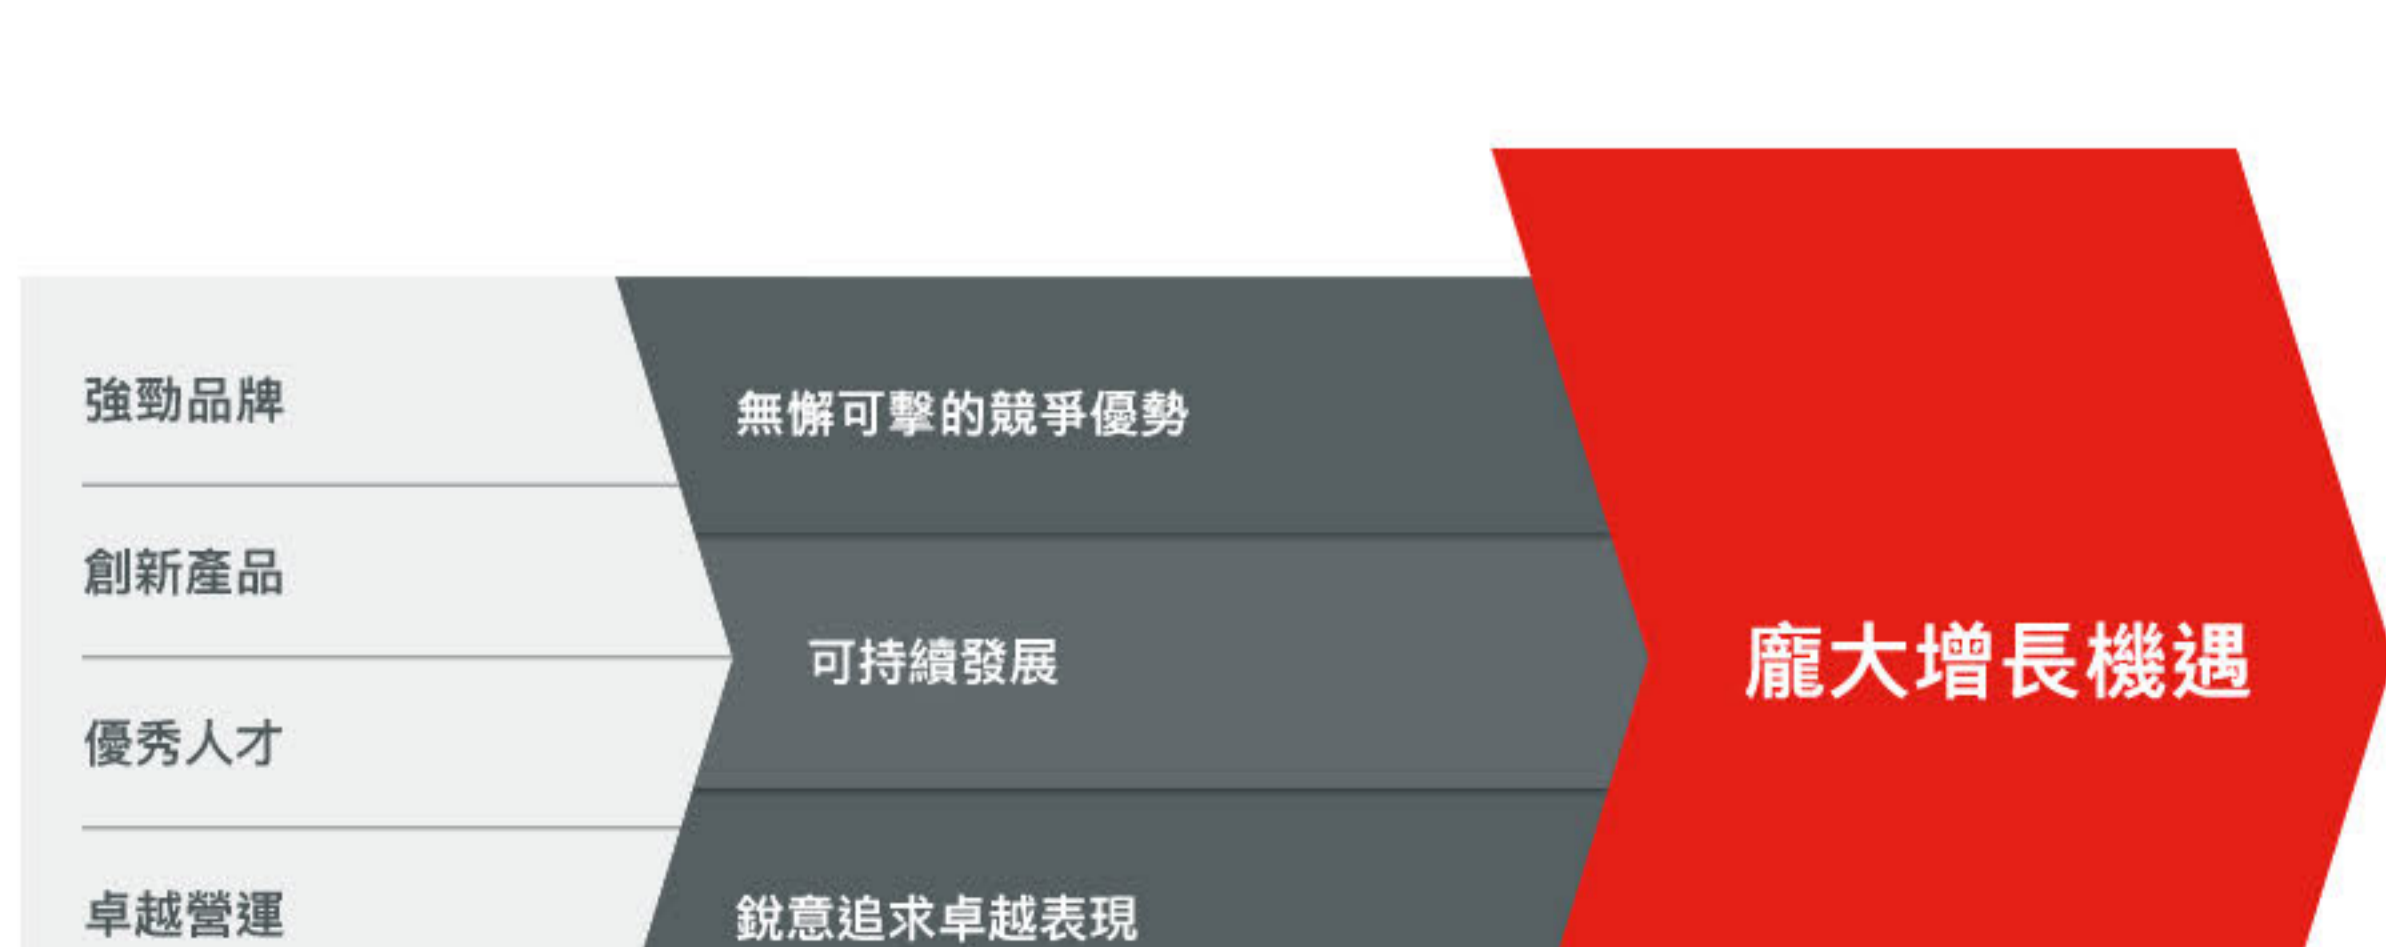 強勁品牌
創新產品
優秀人才
卓越營運
無懈可擊的競爭優勢
可持續發展
銳意追求卓越表現
龐大增長機遇